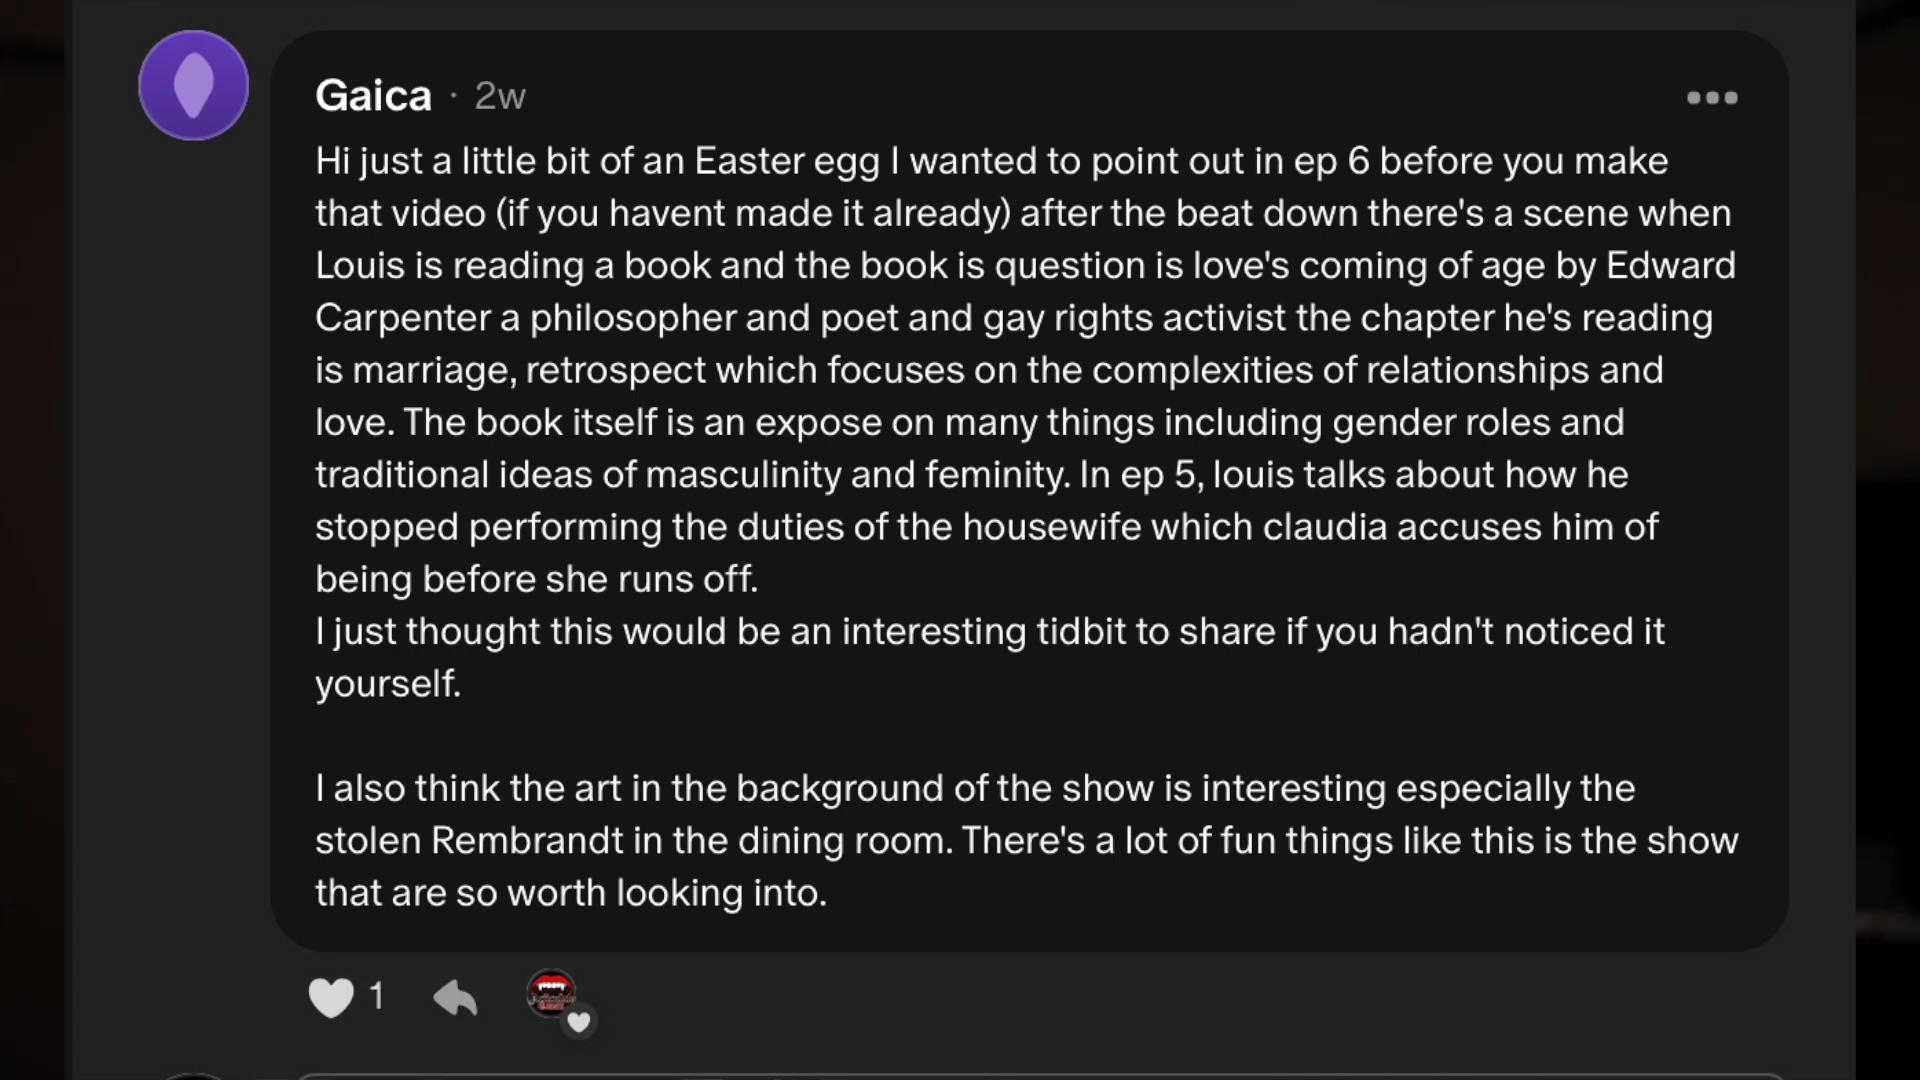 Gaica · 2w
Hi just a little bit of an Easter egg I wanted to point out in ep 6 before you make
that video (if you havent made it already) after the beat down there's a scene when
Louis is reading a book and the book is question is love's coming of age by Edward
Carpenter a philosopher and poet and gay rights activist the chapter he's reading
is marriage, retrospect which focuses on the complexities of relationships and
love. The book itself is an expose on many things including gender roles and
traditional ideas of masculinity and feminity. In ep 5, louis talks about how he
stopped performing the duties of the housewife which claudia accuses him of
being before she runs off.
I just thought this would be an interesting tidbit to share if you hadn't noticed it
yourself.
I also think the art in the background of the show is interesting especially the
stolen Rembrandt in the dining room. There's a lot of fun things like this is the show
that are so worth looking into.
1